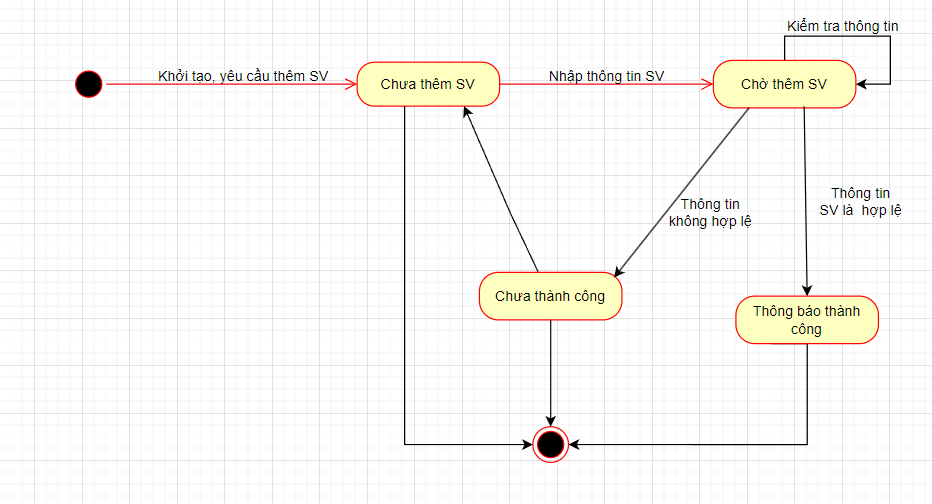 Kiểm tra thông tin
Khởi tạo, yêu cầu thêm SV
Chưa thêm SV
Nhập thông tin SV
Chờ thêm SV
Thông tin
không hợp lệ
Thông tin
SV là hợp lệ
Chưa thành công
Thông báo thành
công